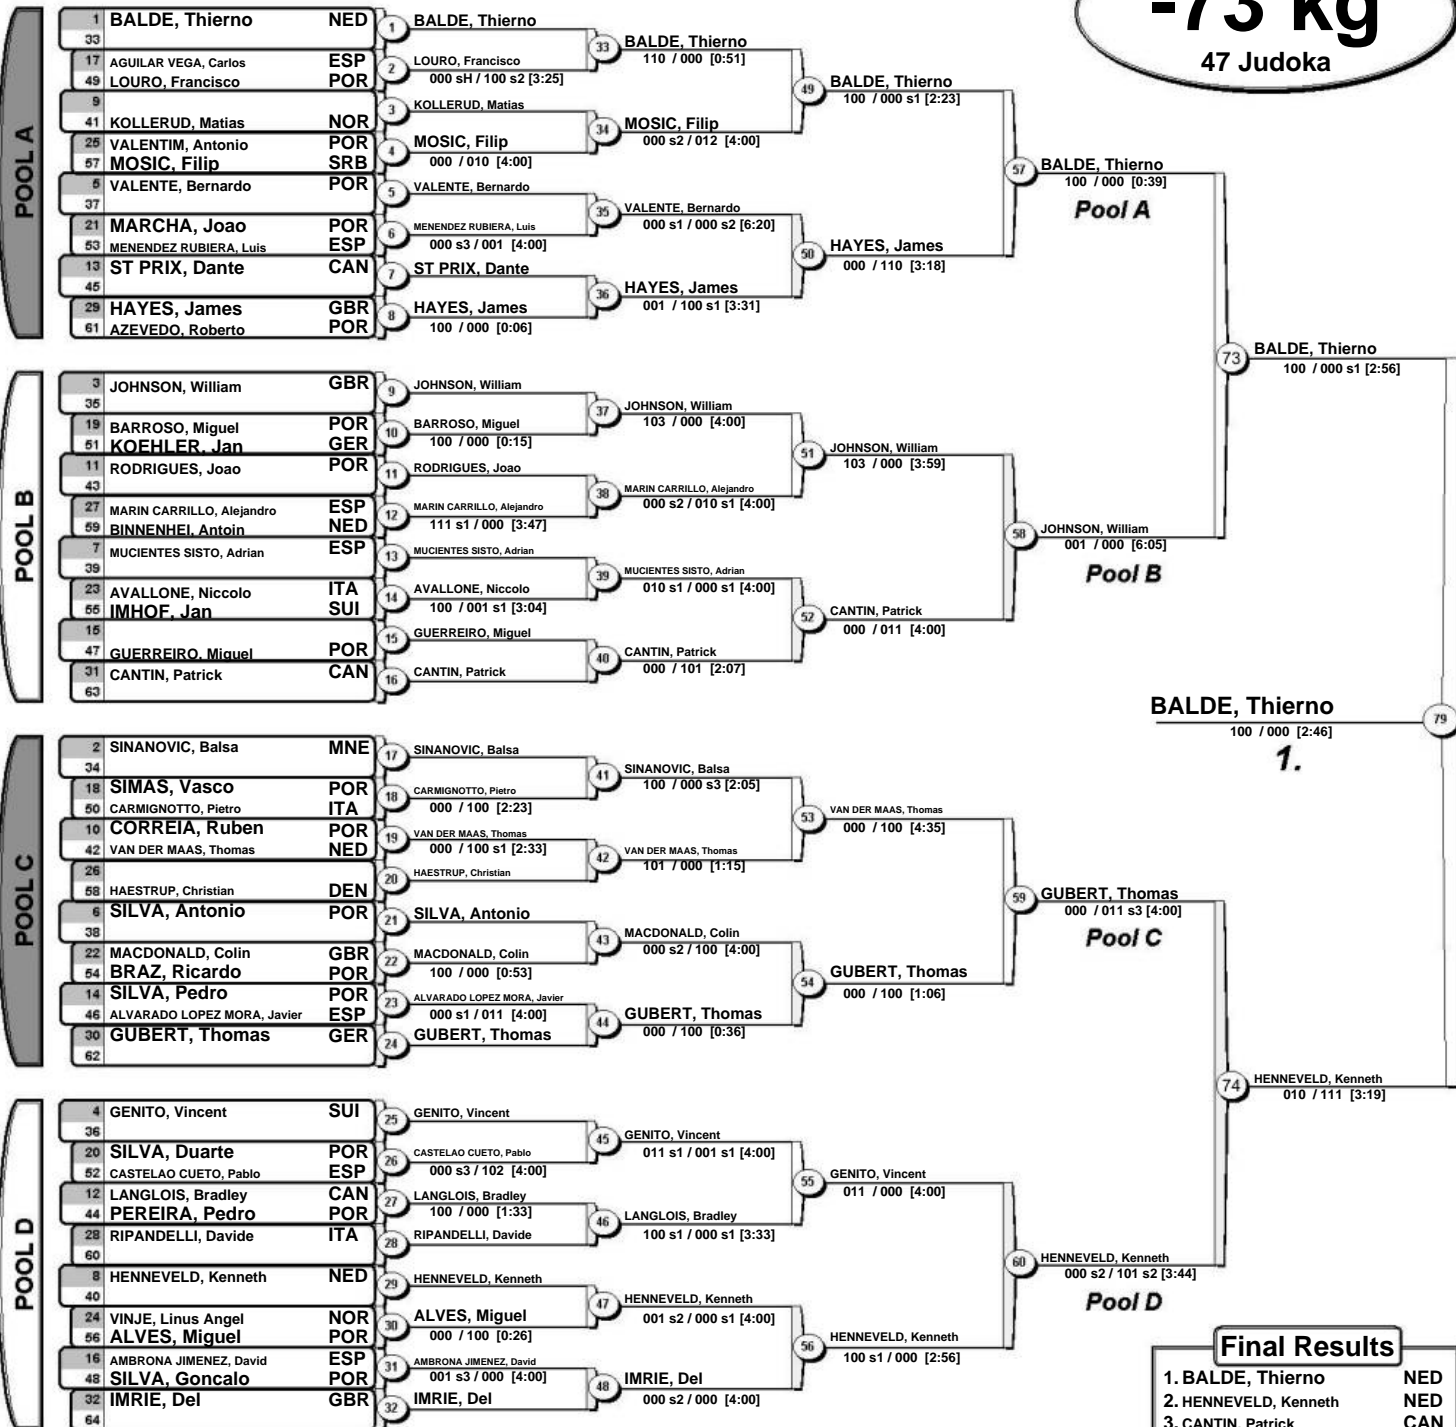 -73 kg
47 Judoka
POOL A
1 BALDE, Thierno NED
33
17 AGUILAR VEGA, Carlos ESP
49 LOURO, Francisco POR
9
41 KOLLERUD, Matias NOR
25 VALENTIM, Antonio POR
57 MOSIC, Filip SRB
5 VALENTE, Bernardo POR
37
21 MARCHA, Joao POR
53 MENENDEZ RUBIERA, Luis ESP
13 ST PRIX, Dante CAN
45
29 HAYES, James GBR
61 AZEVEDO, Roberto POR
1 BALDE, Thierno
2 LOURO, Francisco
000 sH / 100 s2 [3:25]
3 KOLLERUD, Matias
4 MOSIC, Filip
000 / 010 [4:00]
5 VALENTE, Bernardo
6 MENENDEZ RUBIERA, Luis
000 s3 / 001 [4:00]
7 ST PRIX, Dante
8 HAYES, James
100 / 000 [0:06]
33 BALDE, Thierno
110 / 000 [0:51]
34 MOSIC, Filip
000 s2 / 012 [4:00]
35 VALENTE, Bernardo
000 s1 / 000 s2 [6:20]
36 HAYES, James
001 / 100 s1 [3:31]
49 BALDE, Thierno
100 / 000 s1 [2:23]
50 HAYES, James
000 / 110 [3:18]
57 BALDE, Thierno
100 / 000 [0:39]
Pool A
POOL B
3 JOHNSON, William GBR
35
19 BARROSO, Miguel POR
51 KOEHLER, Jan GER
11 RODRIGUES, Joao POR
43
27 MARIN CARRILLO, Alejandro ESP
59 BINNENHEI, Antoin NED
7 MUCIENTES SISTO, Adrian ESP
39
23 AVALLONE, Niccolo ITA
55 IMHOF, Jan SUI
15
47 GUERREIRO, Miguel POR
31 CANTIN, Patrick CAN
63
9 JOHNSON, William
10 BARROSO, Miguel
100 / 000 [0:15]
11 RODRIGUES, Joao
12 MARIN CARRILLO, Alejandro
111 s1 / 000 [3:47]
13 MUCIENTES SISTO, Adrian
14 AVALLONE, Niccolo
100 / 001 s1 [3:04]
15 GUERREIRO, Miguel
16 CANTIN, Patrick
37 JOHNSON, William
103 / 000 [4:00]
38 MARIN CARRILLO, Alejandro
000 s2 / 010 s1 [4:00]
39 MUCIENTES SISTO, Adrian
010 s1 / 000 s1 [4:00]
40 CANTIN, Patrick
000 / 101 [2:07]
51 JOHNSON, William
103 / 000 [3:59]
52 CANTIN, Patrick
000 / 011 [4:00]
58 JOHNSON, William
001 / 000 [6:05]
Pool B
73 BALDE, Thierno
100 / 000 s1 [2:56]
BALDE, Thierno 79
100 / 000 [2:46]
1.
POOL C
2 SINANOVIC, Balsa MNE
34
18 SIMAS, Vasco POR
50 CARMIGNOTTO, Pietro ITA
10 CORREIA, Ruben POR
42 VAN DER MAAS, Thomas NED
26
58 HAESTRUP, Christian DEN
6 SILVA, Antonio POR
38
22 MACDONALD, Colin GBR
54 BRAZ, Ricardo POR
14 SILVA, Pedro POR
46 ALVARADO LOPEZ MORA, Javier ESP
30 GUBERT, Thomas GER
62
17 SINANOVIC, Balsa
18 CARMIGNOTTO, Pietro
000 / 100 [2:23]
19 VAN DER MAAS, Thomas
000 / 100 s1 [2:33]
20 HAESTRUP, Christian
21 SILVA, Antonio
22 MACDONALD, Colin
100 / 000 [0:53]
23 ALVARADO LOPEZ MORA, Javier
000 s1 / 011 [4:00]
24 GUBERT, Thomas
41 SINANOVIC, Balsa
100 / 000 s3 [2:05]
42 VAN DER MAAS, Thomas
101 / 000 [1:15]
43 MACDONALD, Colin
000 s2 / 100 [4:00]
44 GUBERT, Thomas
000 / 100 [0:36]
53 VAN DER MAAS, Thomas
000 / 100 [4:35]
54 GUBERT, Thomas
000 / 100 [1:06]
59 GUBERT, Thomas
000 / 011 s3 [4:00]
Pool C
74 HENNEVELD, Kenneth
010 / 111 [3:19]
POOL D
4 GENITO, Vincent SUI
36
20 SILVA, Duarte POR
52 CASTELAO CUETO, Pablo ESP
12 LANGLOIS, Bradley CAN
44 PEREIRA, Pedro POR
28 RIPANDELLI, Davide ITA
60
8 HENNEVELD, Kenneth NED
40
24 VINJE, Linus Angel NOR
56 ALVES, Miguel POR
16 AMBRONA JIMENEZ, David ESP
48 SILVA, Goncalo POR
32 IMRIE, Del GBR
64
25 GENITO, Vincent
26 CASTELAO CUETO, Pablo
000 s3 / 102 [4:00]
27 LANGLOIS, Bradley
100 / 000 [1:33]
28 RIPANDELLI, Davide
29 HENNEVELD, Kenneth
30 ALVES, Miguel
000 / 100 [0:26]
31 AMBRONA JIMENEZ, David
001 s3 / 000 [4:00]
32 IMRIE, Del
45 GENITO, Vincent
011 s1 / 001 s1 [4:00]
46 LANGLOIS, Bradley
100 s1 / 000 s1 [3:33]
47 HENNEVELD, Kenneth
001 s2 / 000 s1 [4:00]
48 IMRIE, Del
000 s2 / 000 [4:00]
55 GENITO, Vincent
011 / 000 [4:00]
56 HENNEVELD, Kenneth
100 s1 / 000 [2:56]
60 HENNEVELD, Kenneth
000 s2 / 101 s2 [3:44]
Pool D
Final Results
1. BALDE, Thierno NED
2. HENNEVELD, Kenneth NED
3. CANTIN, Patrick CAN